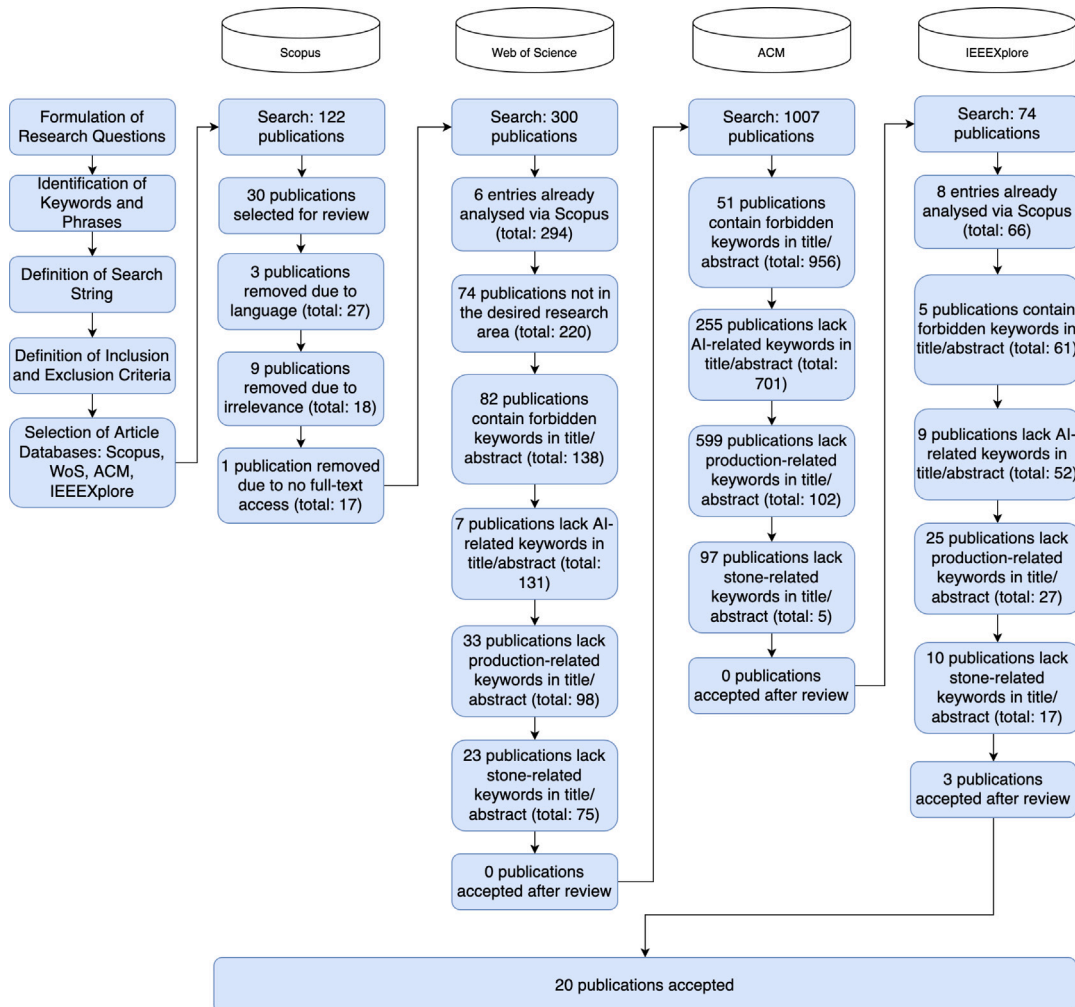 Scopus
Web of Science
ACM
IEEEXplore
Formulation of
Research Questions
Identification of
Keywords and
Phrases
Definition of Search
String
Definition of Inclusion
and Exclusion Criteria
Selection of Article
Databases: Scopus,
WoS, ACM,
IEEEXplore
Search: 122
publications
30 publications
selected for review
3 publications
removed due to
language (total: 27)
9 publications
removed due to
irrelevance (total: 18)
1 publication removed
due to no full-text
access (total: 17)
Search: 300
publications
6 entries already
analysed via Scopus
(total: 294)
74 publications not in
the desired research
area (total: 220)
82 publications
contain forbidden
keywords in title/
abstract (total: 138)
7 publications lack AI-
related keywords in
title/abstract (total:
131)
33 publications lack
production-related
keywords in title/
abstract (total: 98)
23 publications lack
stone-related
keywords in title/
abstract (total: 75)
0 publications
accepted after review
Search: 1007
publications
51 publications
contain forbidden
keywords in title/
abstract (total: 956)
255 publications lack
AI-related keywords in
title/abstract (total:
701)
599 publications lack
production-related
keywords in title/
abstract (total: 102)
97 publications lack
stone-related
keywords in title/
abstract (total: 5)
0 publications
accepted after review
Search: 74
publications
8 entries already
analysed via Scopus
(total: 66)
5 publications contain
forbidden keywords in
title/abstract (total: 61)
9 publications lack AI-
related keywords in
title/abstract (total: 52)
25 publications lack
production-related
keywords in title/
abstract (total: 27)
10 publications lack
stone-related
keywords in title/
abstract (total: 17)
3 publications
accepted after review
20 publications accepted